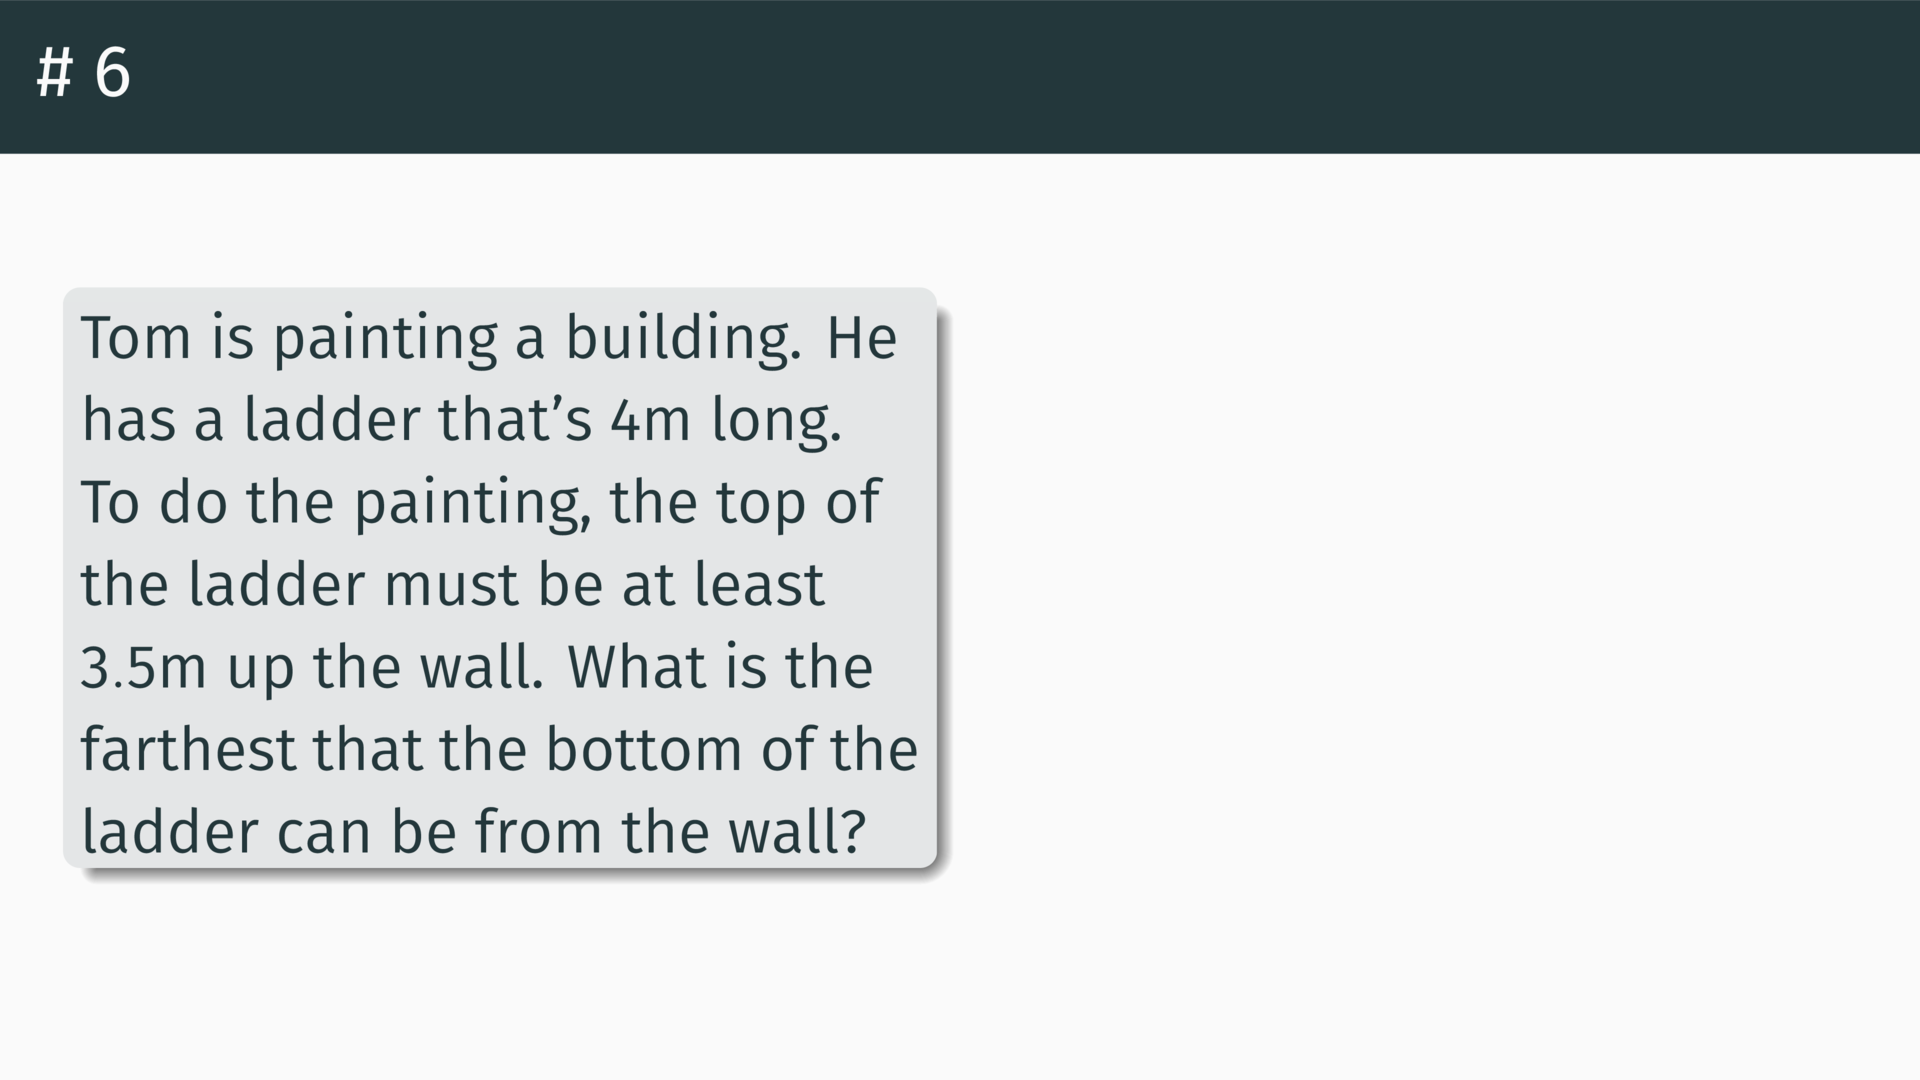 # 6
Tom is painting a building. He
has a ladder that’s 4m long.
To do the painting, the top of
the ladder must be at least
3.5m up the wall. What is the
farthest that the bottom of the
ladder can be from the wall?